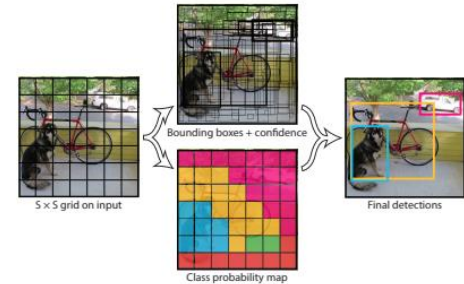 Bounding boxes + confidence
S × S grid on input
Final detections
Class probability map